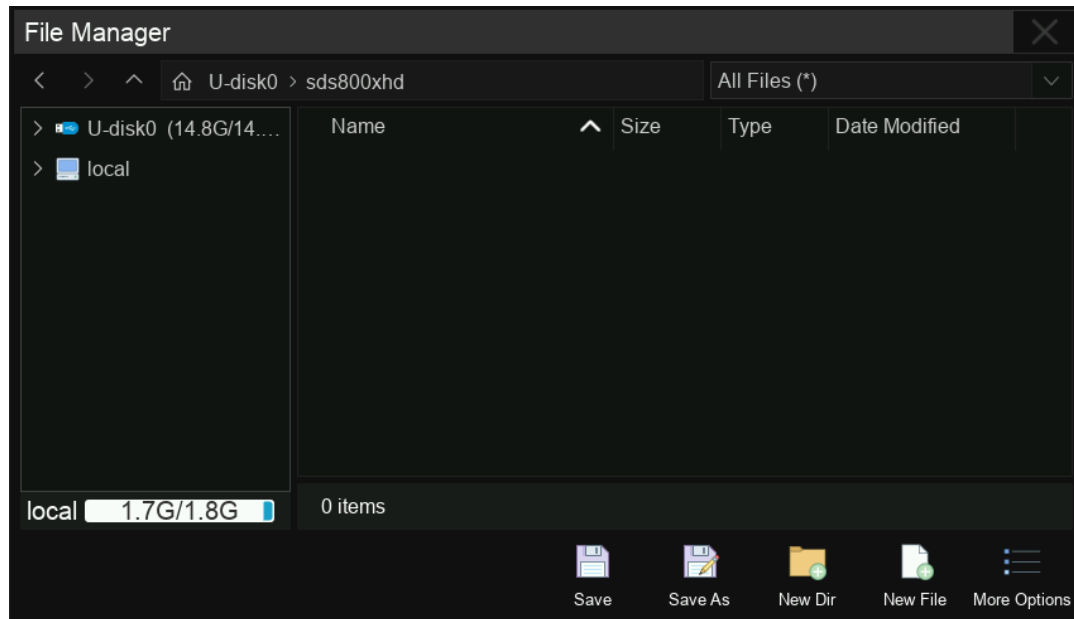 File Manager
U-disk0 > sds800xhd
All Files (*)
U-disk0 (14.8G/14....
local
Name Size Type Date Modified
local 1.7G/1.8G
0 items
Save Save As New Dir New File More Options